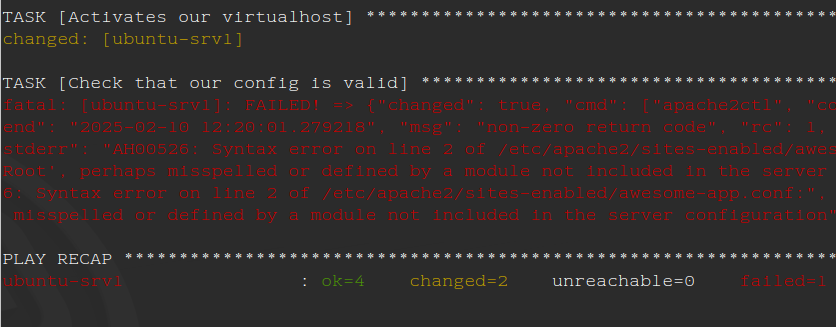 TASK [Activates our virtualhost] *******************************************
changed: [ubuntu-srv1]
TASK [Check that our config is valid] **************************************
fatal: [ubuntu-srv1]: FAILED! => {"changed": true, "cmd": ["apache2ctl", "co
end": "2025-02-10 12:20:01.279218", "msg": "non-zero return code", "rc": 1,
stderr": "AH00526: Syntax error on line 2 of /etc/apache2/sites-enabled/awes
Root', perhaps misspelled or defined by a module not included in the server
6: Syntax error on line 2 of /etc/apache2/sites-enabled/awesome-app.conf:",
misspelled or defined by a module not included in the server configuration"
PLAY RECAP *****************************************************************
ubuntu-srv1 : ok=4 changed=2 unreachable=0 failed=1